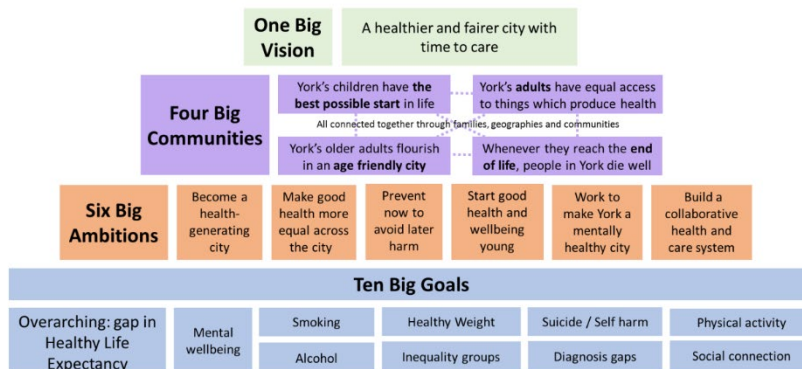 One Big
Vision
A healthier and fairer city with
time to care
Four Big
Communities
York's children have the
best possible start in life
York's adults have equal access
to things which produce health
All connected together through families, geographies and communities
York's older adults flourish
in an age friendly city
Whenever they reach the end
of life, people in York die well
Six Big
Ambitions
Become a
health-
generating
city
Make good
health more
equal across
the city
Prevent
now to
avoid later
harm
Start good
health and
wellbeing
young
Work to
make York a
mentally
healthy city
Build a
collaborative
health and
care system
Ten Big Goals
Overarching: gap in
Healthy Life
Expectancy
Mental
wellbeing
Smoking
Healthy Weight
Suicide / Self harm
Physical activity
Alcohol
Inequality groups
Diagnosis gaps
Social connection